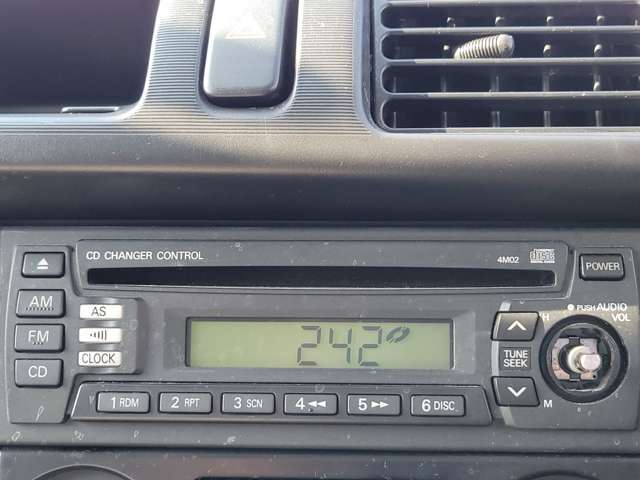 CD CHANGER CONTROL
4M02
POWER
AM
AS
PUSH AUDIO
VOL
FM
242
H
TUNE
SEEK
CD
CLOCK
M
1 RDM
2 RPT
3 SCN
4
5
6 DISC